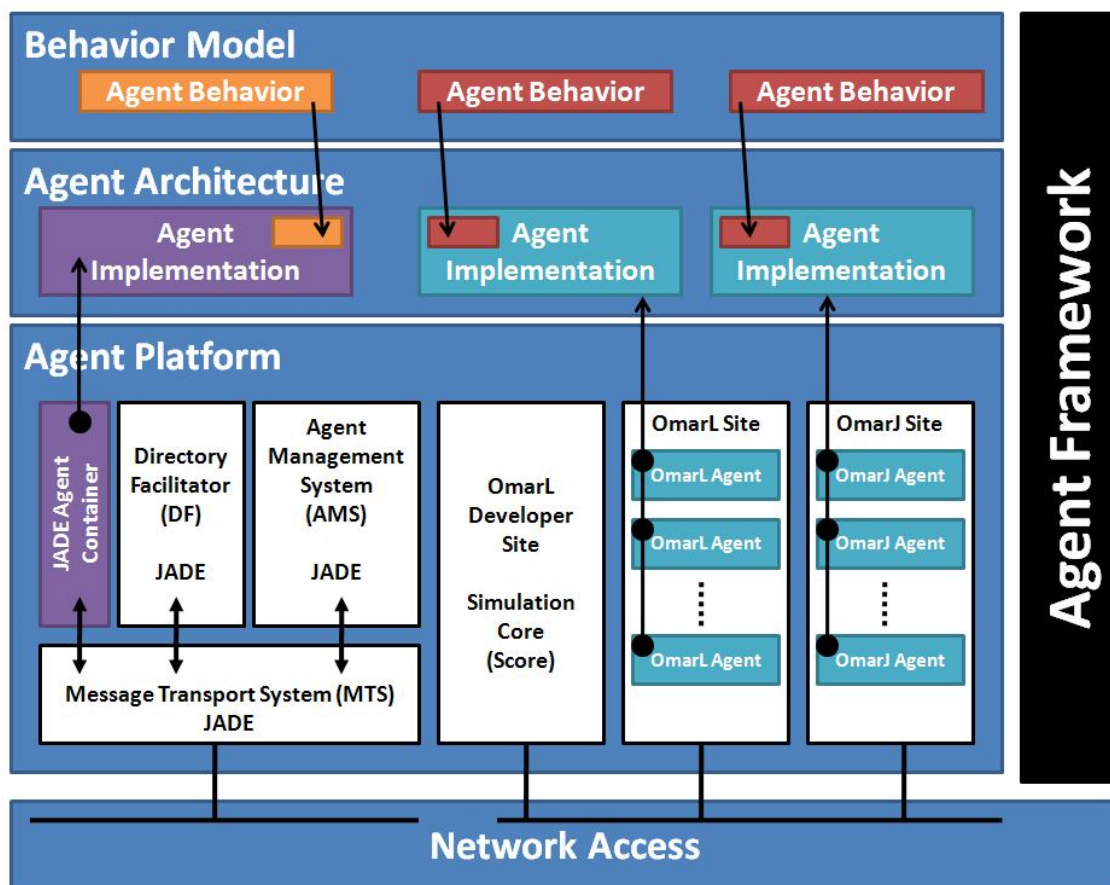 Behavior Model
Agent Behavior
Agent Behavior
Agent Behavior
Agent Architecture
Agent
Implementation
Agent
Implementation
Agent
Implementation
Agent Platform
JADE Agent
Container
Directory
Facilitator
(DF)
JADE
Agent
Management
System
(AMS)
JADE
Message Transport System (MTS)
JADE
OmarL
Developer
Site
Simulation
Core
(Score)
OmarL Site
OmarL Agent
OmarL Agent
OmarL Agent
OmarJ Site
OmarJ Agent
OmarJ Agent
OmarJ Agent
Network Access
Agent Framework